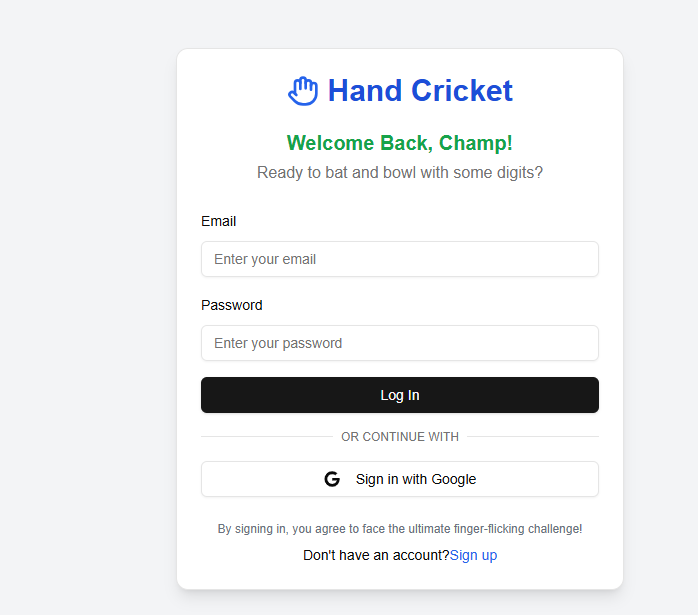 Hand Cricket
Welcome Back, Champ!
Ready to bat and bowl with some digits?
Email
Enter your email
Password
Enter your password
Log In
OR CONTINUE WITH
Sign in with Google
By signing in, you agree to face the ultimate finger-flicking challenge!
Don't have an account?Sign up